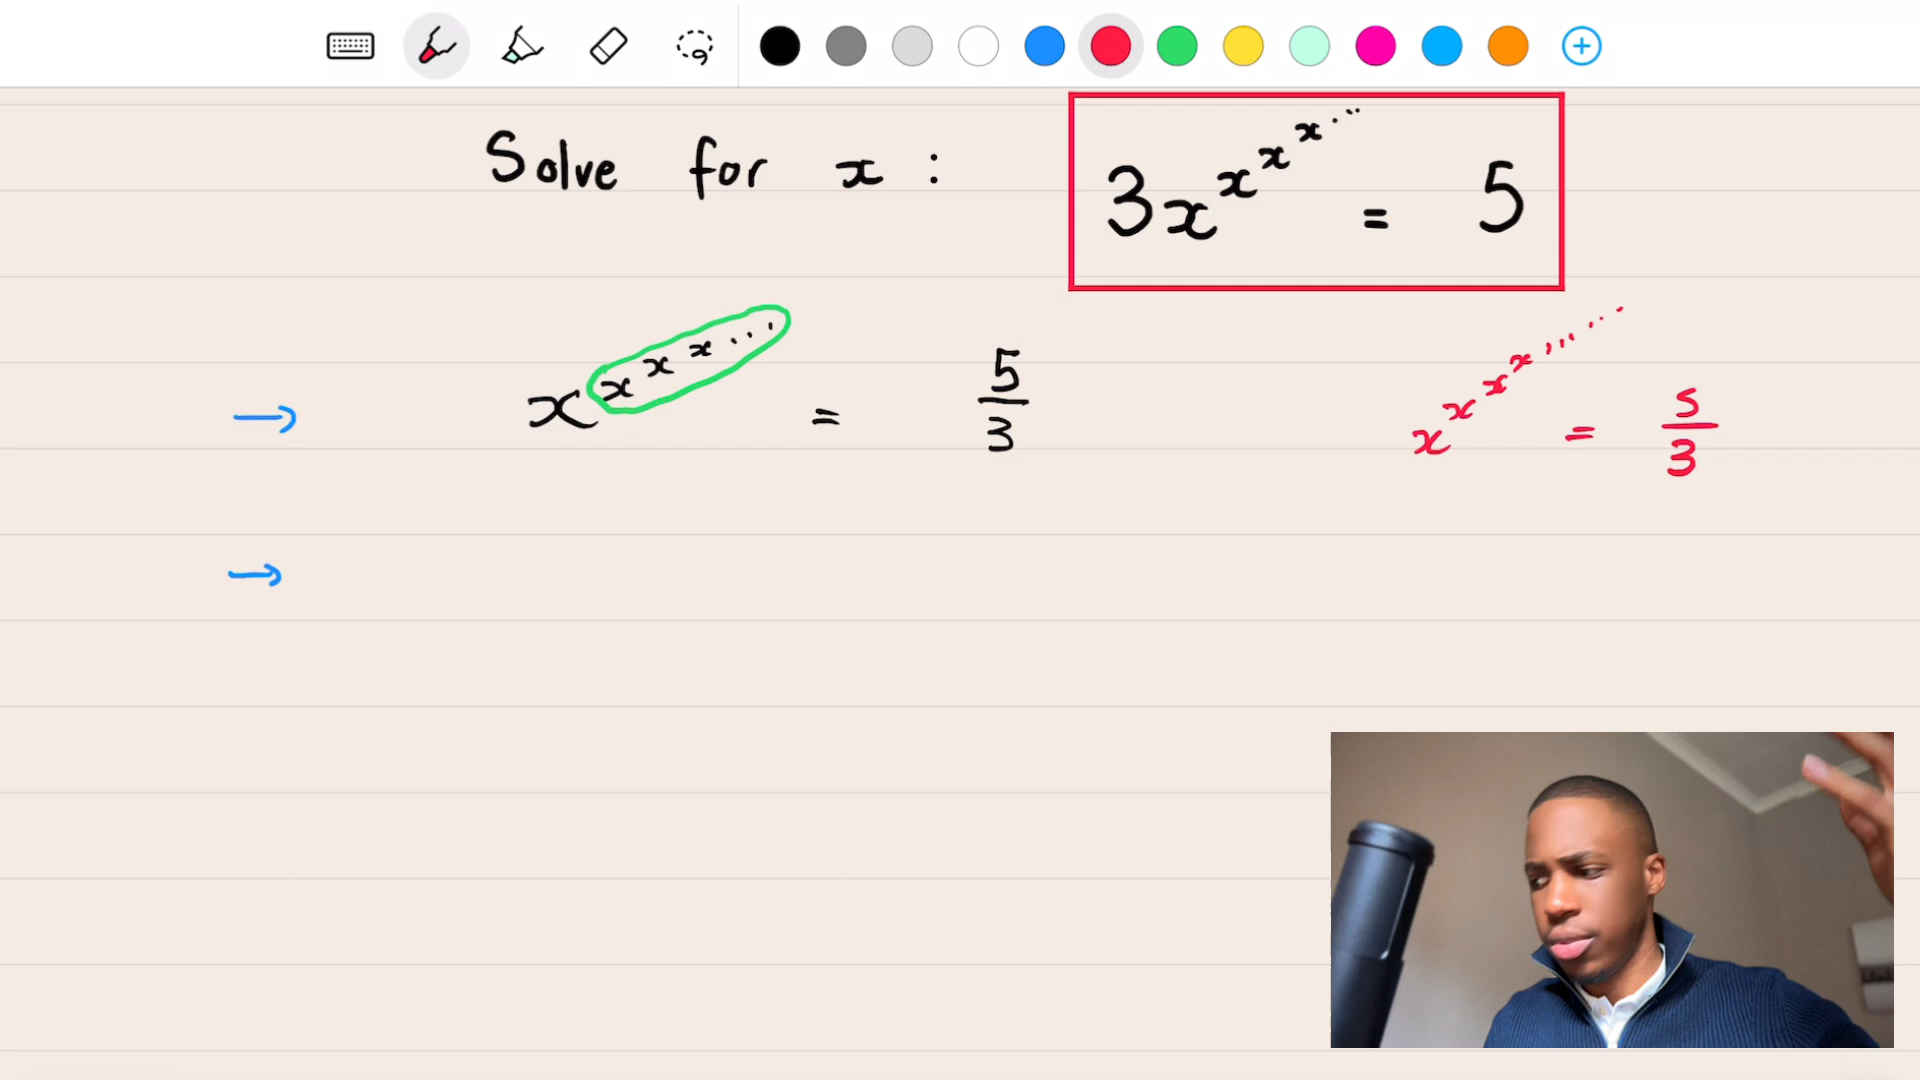 Solve for x : 3x^x^x^x^... = 5
→ x^x^x^x^... = 5/3
x^x^x^x^...... = 5/3
→